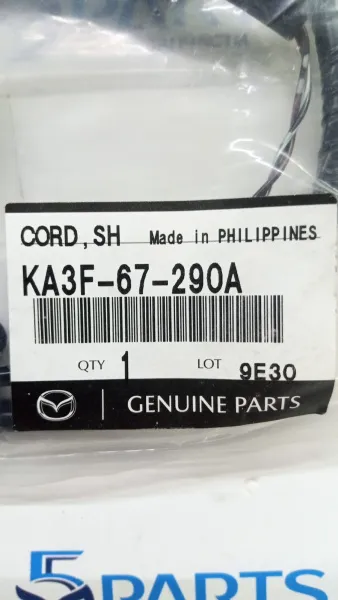 CORD,SH Made in PHILIPPINES
KA3F-67-290A
QTY 1 LOT 9E30
GENUINE PARTS
5PARTS